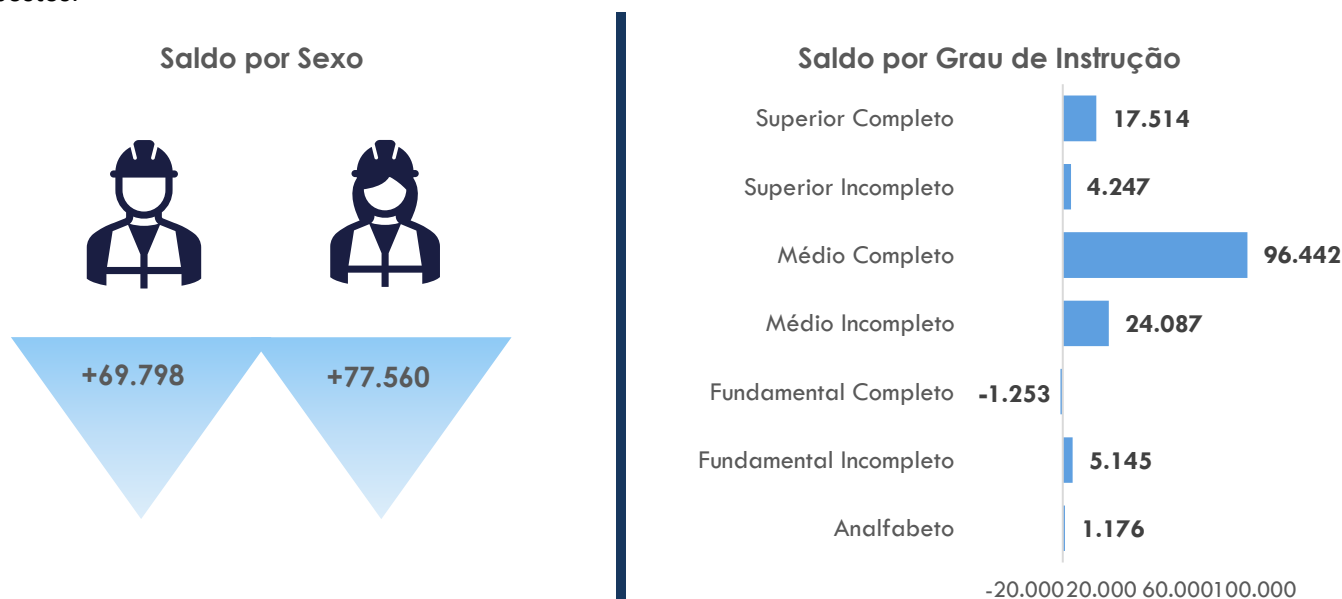 Saldo por Sexo
+69.798
+77.560
Saldo por Grau de Instrução
Superior Completo 17.514
Superior Incompleto 4.247
Médio Completo 96.442
Médio Incompleto 24.087
Fundamental Completo -1.253
Fundamental Incompleto 5.145
Analfabeto 1.176
-20.000 20.000 60.000 100.000